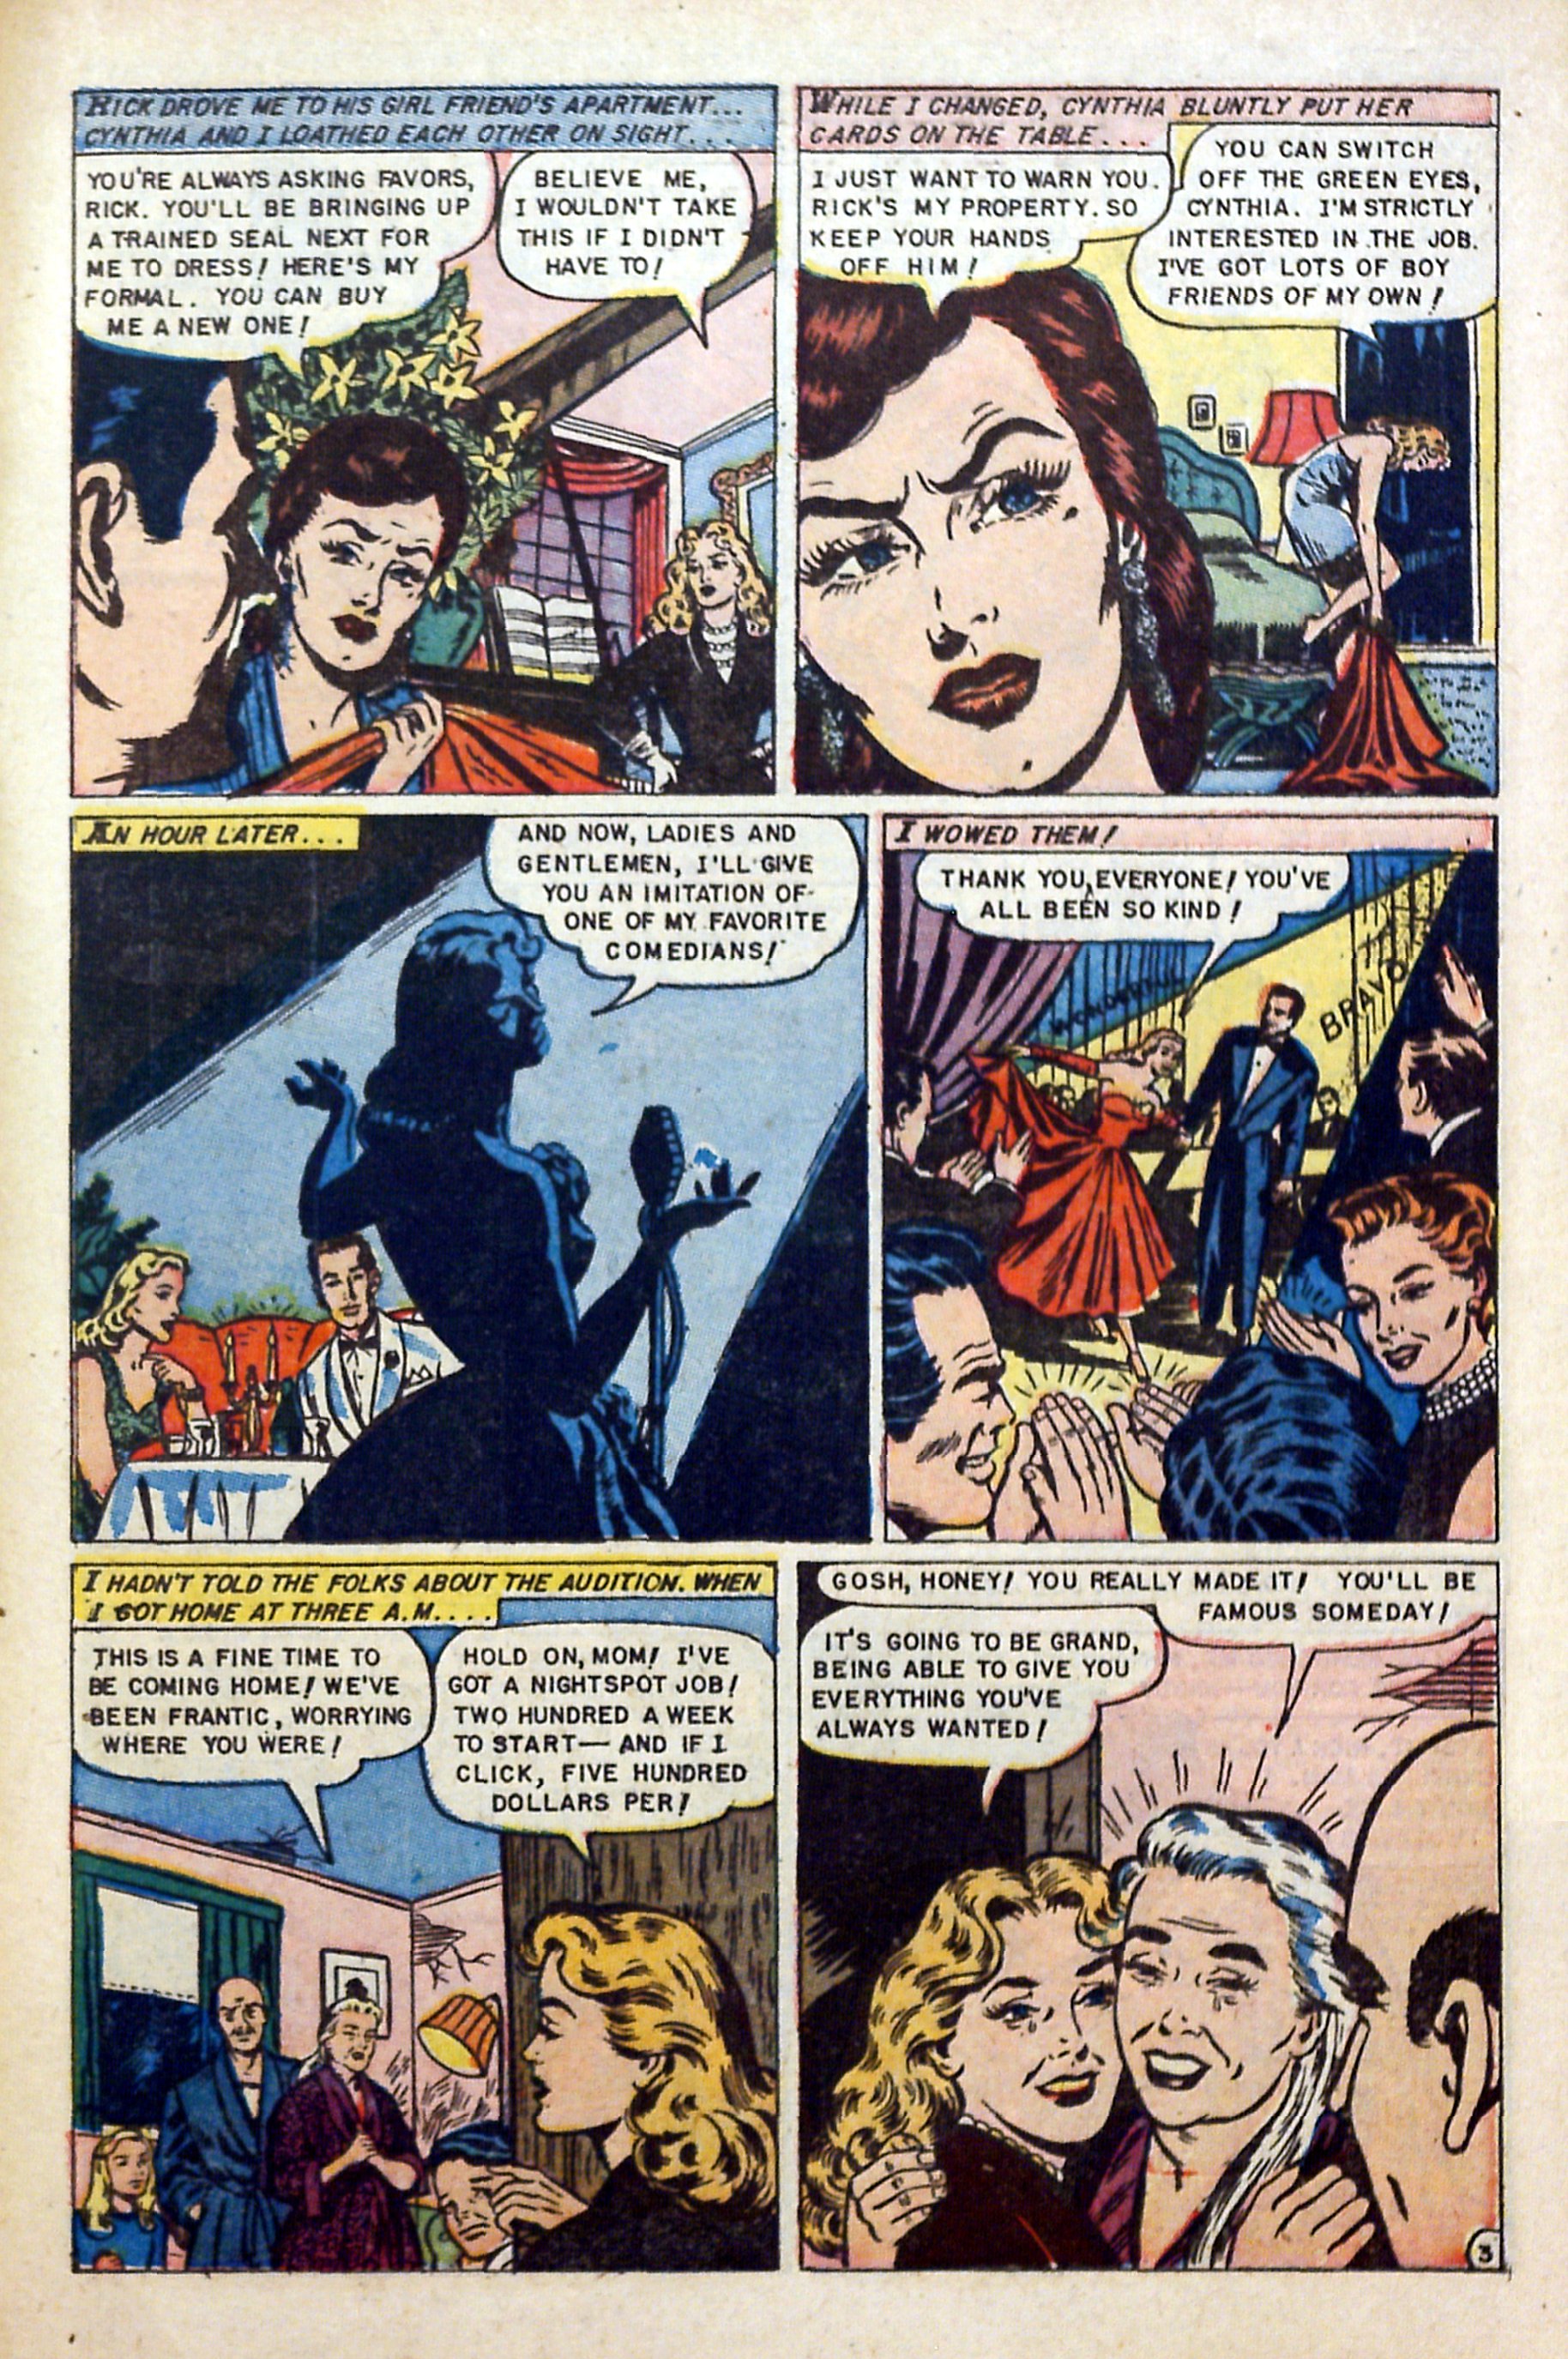 RICK DROVE ME TO HIS GIRL FRIEND'S APARTMENT...
CYNTHIA AND I LOATHED EACH OTHER ON SIGHT....
YOU'RE ALWAYS ASKING FAVORS,
RICK. YOU'LL BE BRINGING UP
A TRAINED SEAL NEXT FOR
ME TO DRESS! HERE'S MY
FORMAL. YOU CAN BUY
ME A NEW ONE!
BELIEVE ME,
I WOULDN'T TAKE
THIS IF I DIDN'T
HAVE TO!
WHILE I CHANGED, CYNTHIA BLUNTLY PUT HER
CARDS ON THE TABLE...
I JUST WANT TO WARN YOU.
RICK'S MY PROPERTY. SO
KEEP YOUR HANDS
OFF HIM!
YOU CAN SWITCH
OFF THE GREEN EYES,
CYNTHIA. I'M STRICTLY
INTERESTED IN THE JOB.
I'VE GOT LOTS OF BOY
FRIENDS OF MY OWN!
AN HOUR LATER...
AND NOW, LADIES AND
GENTLEMEN, I'LL GIVE
YOU AN IMITATION OF
ONE OF MY FAVORITE
COMEDIANS!
I WOWED THEM!
THANK YOU, EVERYONE! YOU'VE
ALL BEEN SO KIND!
WONDERFUL
BRAVO
I HADN'T TOLD THE FOLKS ABOUT THE AUDITION. WHEN
I GOT HOME AT THREE A.M....
THIS IS A FINE TIME TO
BE COMING HOME! WE'VE
BEEN FRANTIC, WORRYING
WHERE YOU WERE!
HOLD ON, MOM! I'VE
GOT A NIGHTSPOT JOB!
TWO HUNDRED A WEEK
TO START—AND IF I
CLICK, FIVE HUNDRED
DOLLARS PER!
GOSH, HONEY! YOU REALLY MADE IT! YOU'LL BE
FAMOUS SOMEDAY!
IT'S GOING TO BE GRAND,
BEING ABLE TO GIVE YOU
EVERYTHING YOU'VE
ALWAYS WANTED!
3